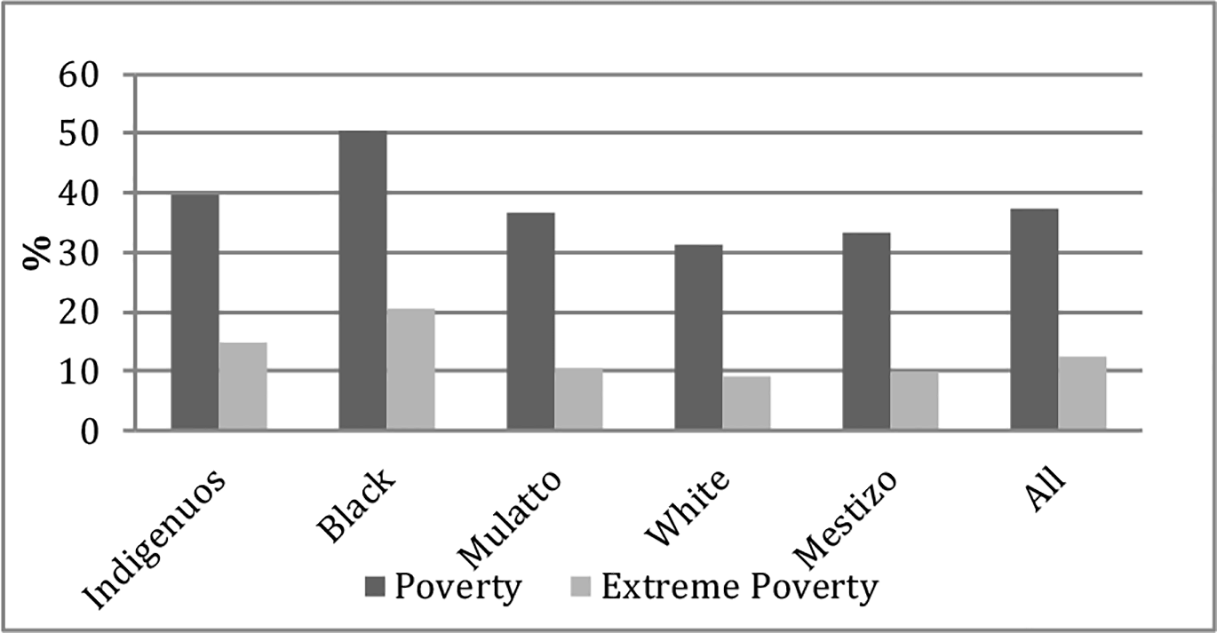 60
50
40
30
20
10
0
%
Indigenuos
Black
Mulatto
White
Mestizo
All
Poverty
Extreme Poverty